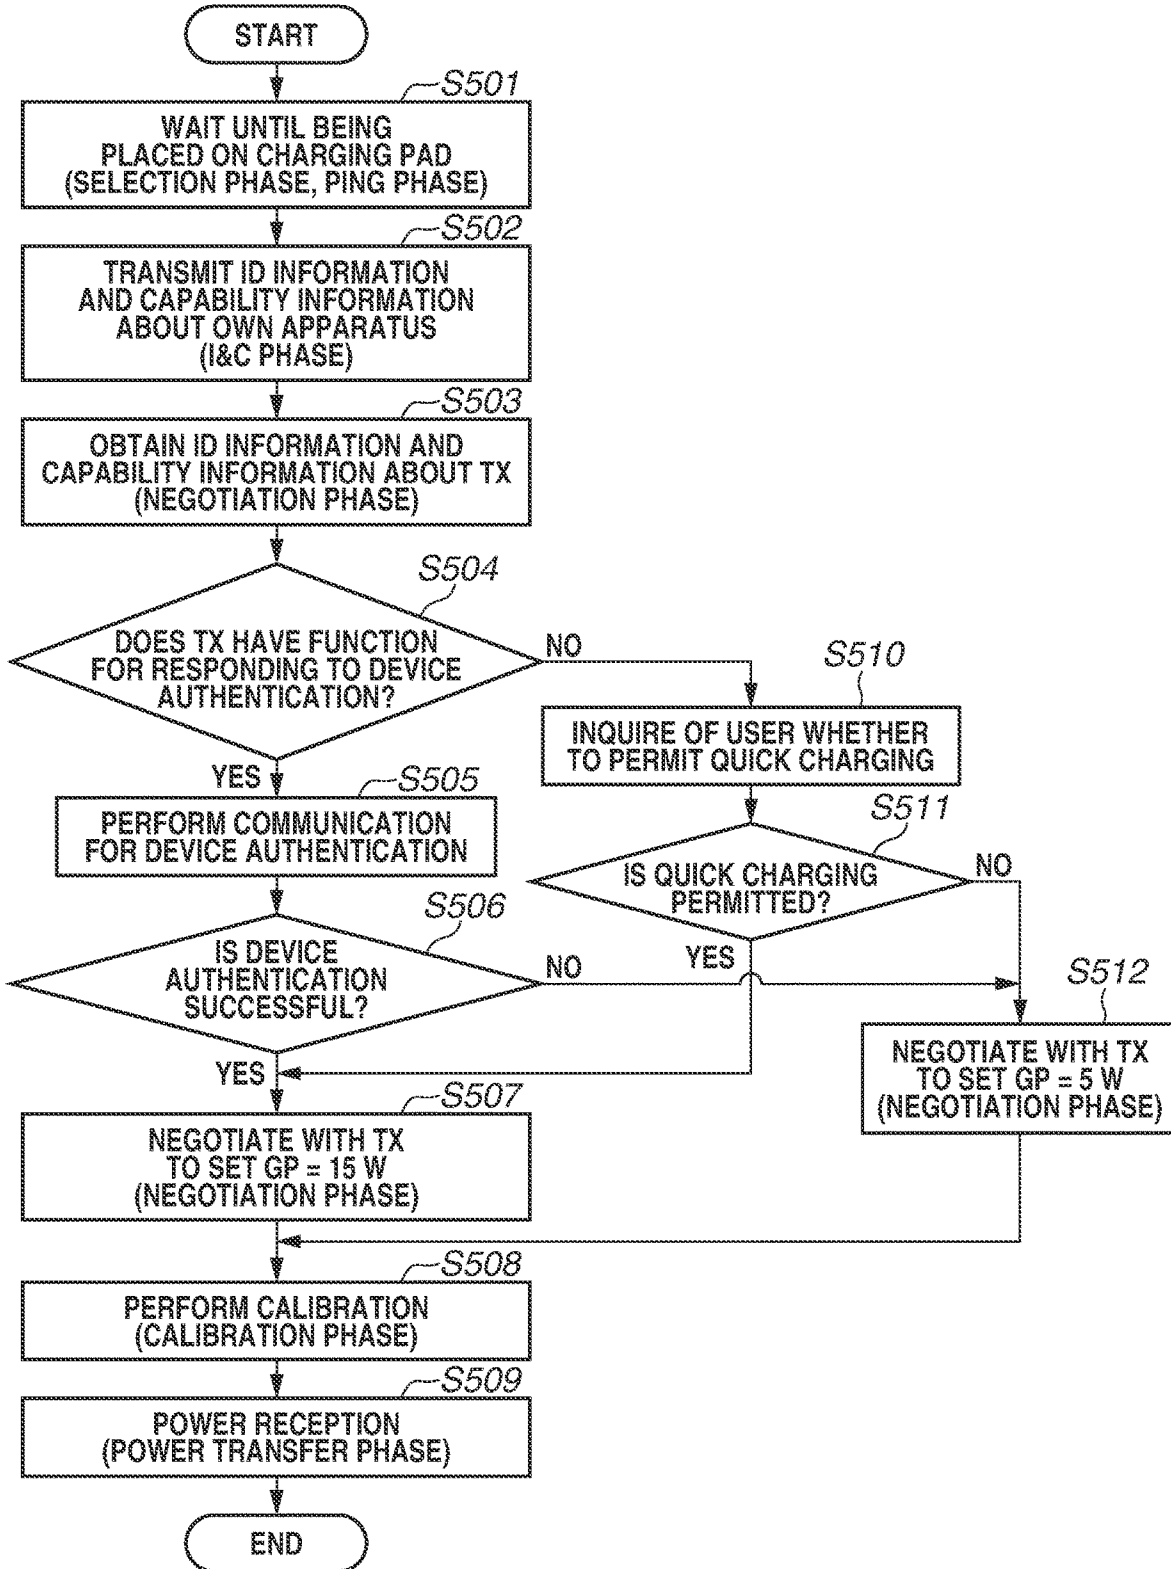 START
S501
WAIT UNTIL BEING
PLACED ON CHARGING PAD
(SELECTION PHASE, PING PHASE)
S502
TRANSMIT ID INFORMATION
AND CAPABILITY INFORMATION
ABOUT OWN APPARATUS
(I&C PHASE)
S503
OBTAIN ID INFORMATION AND
CAPABILITY INFORMATION ABOUT TX
(NEGOTIATION PHASE)
S504
DOES TX HAVE FUNCTION
FOR RESPONDING TO DEVICE
AUTHENTICATION?
NO
S510
INQUIRE OF USER WHETHER
TO PERMIT QUICK CHARGING
YES
S505
PERFORM COMMUNICATION
FOR DEVICE AUTHENTICATION
S511
IS QUICK CHARGING
PERMITTED?
NO
YES
S506
IS DEVICE
AUTHENTICATION
SUCCESSFUL?
NO
S512
NEGOTIATE WITH TX
TO SET GP = 5 W
(NEGOTIATION PHASE)
YES
S507
NEGOTIATE WITH TX
TO SET GP = 15 W
(NEGOTIATION PHASE)
S508
PERFORM CALIBRATION
(CALIBRATION PHASE)
S509
POWER RECEPTION
(POWER TRANSFER PHASE)
END